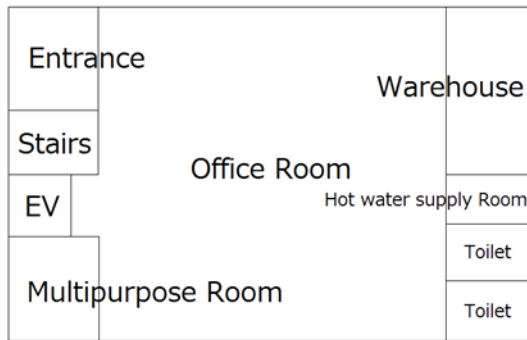 Entrance
Warehouse
Stairs
Office Room
EV
Hot water supply Room
Toilet
Multipurpose Room
Toilet